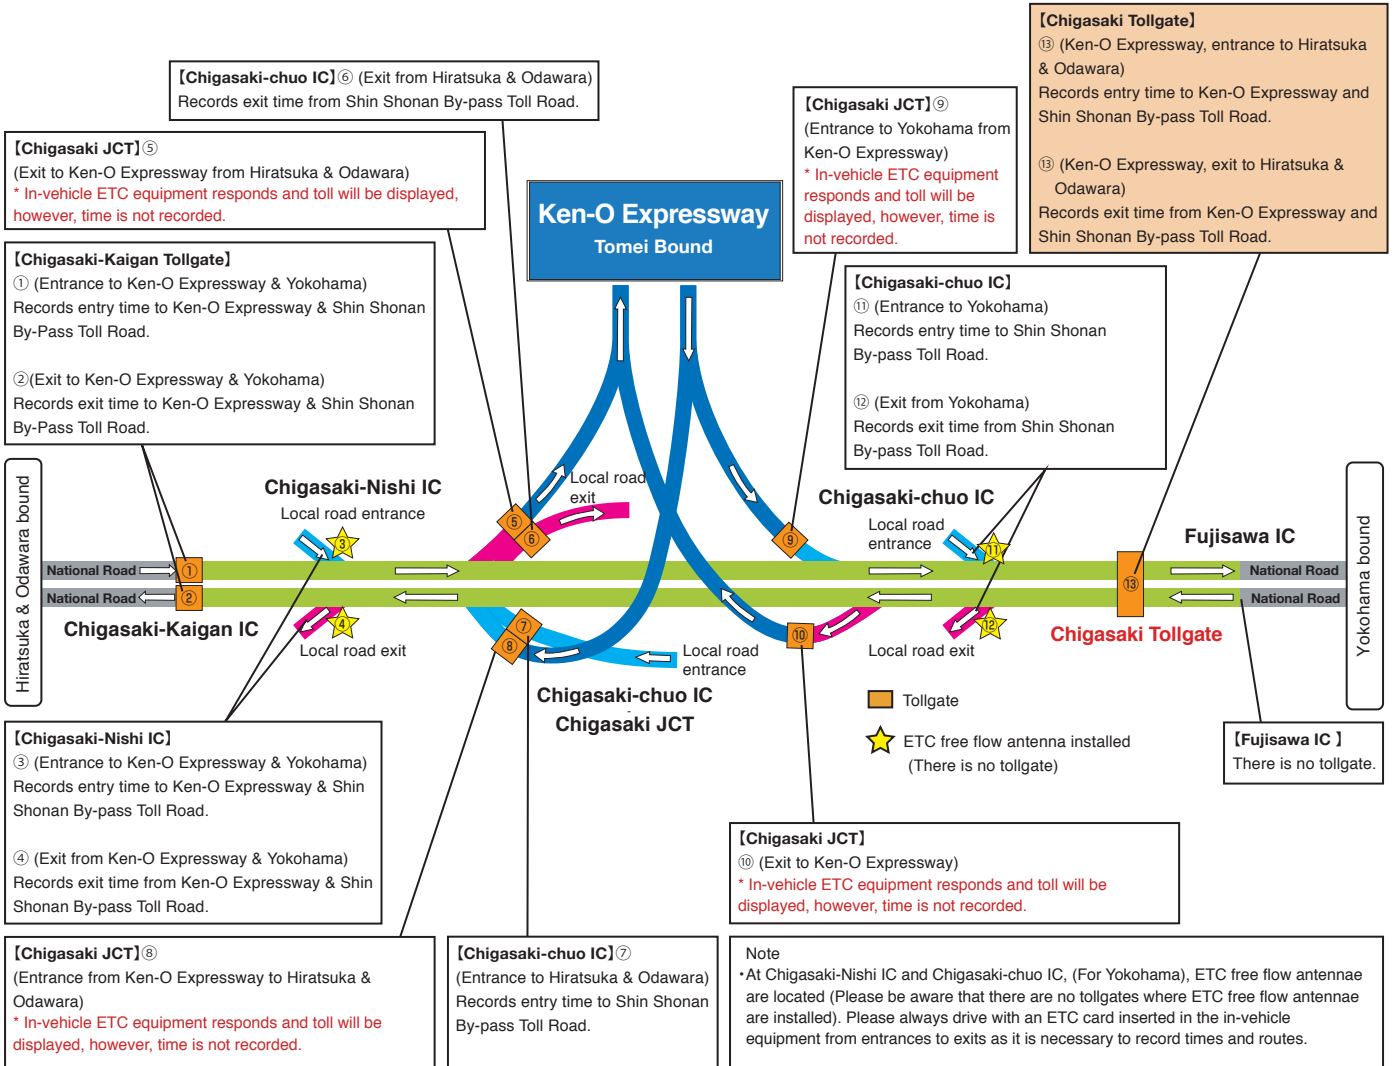 【Chigasaki Tollgate】
⑬ (Ken-O Expressway, entrance to Hiratsuka
& Odawara)
Records entry time to Ken-O Expressway and
Shin Shonan By-pass Toll Road.
⑬ (Ken-O Expressway, exit to Hiratsuka &
Odawara)
Records exit time from Ken-O Expressway and
Shin Shonan By-pass Toll Road.
【Chigasaki-chuo IC】⑥ (Exit from Hiratsuka & Odawara)
Records exit time from Shin Shonan By-pass Toll Road.
【Chigasaki JCT】⑨
(Entrance to Yokohama from
Ken-O Expressway)
* In-vehicle ETC equipment
responds and toll will be
displayed, however, time is
not recorded.
【Chigasaki JCT】⑤
(Exit to Ken-O Expressway from Hiratsuka & Odawara)
* In-vehicle ETC equipment responds and toll will be displayed,
however, time is not recorded.
Ken-O Expressway
Tomei Bound
【Chigasaki-Kaigan Tollgate】
① (Entrance to Ken-O Expressway & Yokohama)
Records entry time to Ken-O Expressway & Shin Shonan
By-Pass Toll Road.
②(Exit to Ken-O Expressway & Yokohama)
Records exit time to Ken-O Expressway & Shin Shonan
By-Pass Toll Road.
【Chigasaki-chuo IC】
⑪ (Entrance to Yokohama)
Records entry time to Shin Shonan
By-pass Toll Road.
⑫ (Exit from Yokohama)
Records exit time from Shin Shonan
By-pass Toll Road.
Hiratsuka & Odawara bound
Chigasaki-Nishi IC
Local road entrance
③
Local road
exit
⑤
⑥
⑨
Chigasaki-chuo IC
Local road
entrance
⑪
Fujisawa IC
Yokohama bound
National Road
①
⑬
National Road
National Road
②
National Road
Chigasaki-Kaigan IC
④
Local road exit
⑦
⑧
Local road
entrance
⑩
⑫
Local road exit
Chigasaki Tollgate
Chigasaki-chuo IC
Chigasaki JCT
Tollgate
ETC free flow antenna installed
(There is no tollgate)
【Fujisawa IC 】
There is no tollgate.
【Chigasaki-Nishi IC】
③ (Entrance to Ken-O Expressway & Yokohama)
Records entry time to Ken-O Expressway & Shin
Shonan By-pass Toll Road.
④ (Exit from Ken-O Expressway & Yokohama)
Records exit time from Ken-O Expressway & Shin
Shonan By-pass Toll Road.
【Chigasaki JCT】
⑩ (Exit to Ken-O Expressway)
* In-vehicle ETC equipment responds and toll will be
displayed, however, time is not recorded.
【Chigasaki JCT】⑧
(Entrance from Ken-O Expressway to Hiratsuka &
Odawara)
* In-vehicle ETC equipment responds and toll will be
displayed, however, time is not recorded.
【Chigasaki-chuo IC】⑦
(Entrance to Hiratsuka & Odawara)
Records entry time to Shin Shonan
By-pass Toll Road.
Note
・At Chigasaki-Nishi IC and Chigasaki-chuo IC, (For Yokohama), ETC free flow antennae
are located (Please be aware that there are no tollgates where ETC free flow antennae
are installed). Please always drive with an ETC card inserted in the in-vehicle
equipment from entrances to exits as it is necessary to record times and routes.